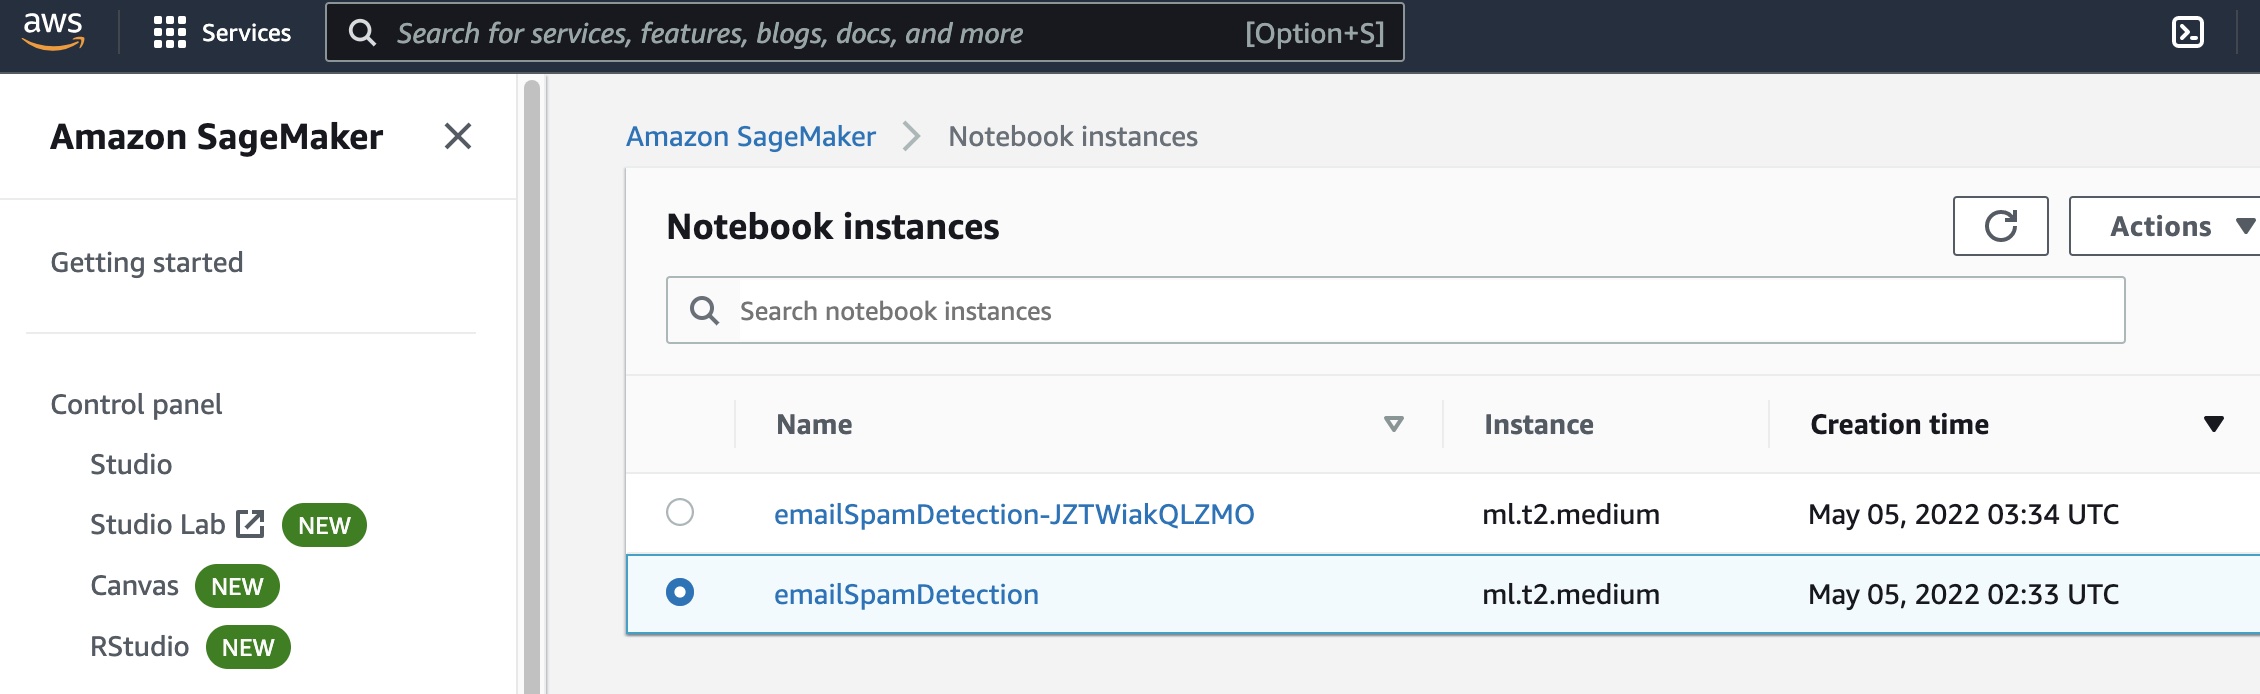 aws Services Search for services, features, blogs, docs, and more [Option+S]
Amazon SageMaker
Getting started
Control panel
Studio
Studio Lab NEW
Canvas NEW
RStudio NEW
Amazon SageMaker Notebook instances
Notebook instances
Actions
Search notebook instances
Name Instance Creation time
emailSpamDetection-JZTWiakQLZMO ml.t2.medium May 05, 2022 03:34 UTC
emailSpamDetection ml.t2.medium May 05, 2022 02:33 UTC